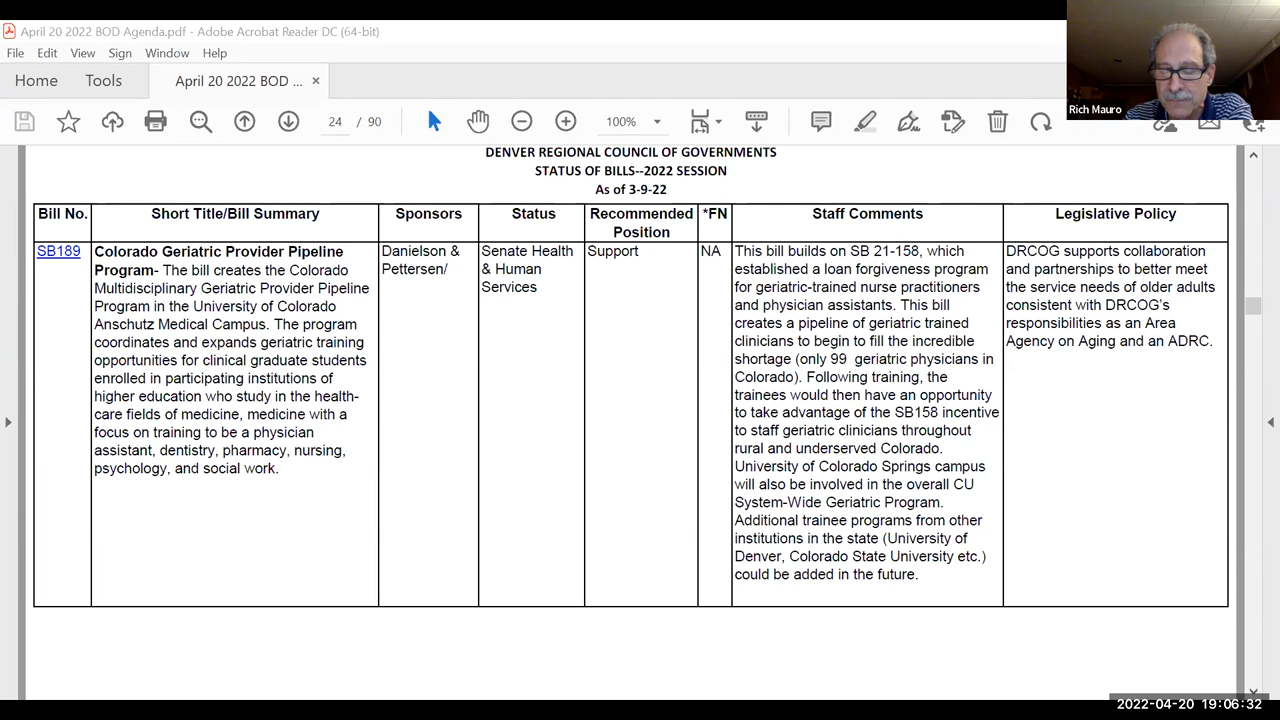 April 20 2022 BOD Agenda.pdf - Adobe Acrobat Reader DC (64-bit)
File Edit View Sign Window Help
Home Tools April 20 2022 BOD ... ×
24 / 90 100%
Rich Mauro
DENVER REGIONAL COUNCIL OF GOVERNMENTS
STATUS OF BILLS--2022 SESSION
As of 3-9-22
Bill No. Short Title/Bill Summary Sponsors Status Recommended Position *FN Staff Comments Legislative Policy
SB189
Colorado Geriatric Provider Pipeline
Program- The bill creates the Colorado
Multidisciplinary Geriatric Provider Pipeline
Program in the University of Colorado
Anschutz Medical Campus. The program
coordinates and expands geriatric training
opportunities for clinical graduate students
enrolled in participating institutions of
higher education who study in the health-
care fields of medicine, medicine with a
focus on training to be a physician
assistant, dentistry, pharmacy, nursing,
psychology, and social work.
Danielson &
Pettersen/
Senate Health
& Human
Services
Support
NA
This bill builds on SB 21-158, which
established a loan forgiveness program
for geriatric-trained nurse practitioners
and physician assistants. This bill
creates a pipeline of geriatric trained
clinicians to begin to fill the incredible
shortage (only 99 geriatric physicians in
Colorado). Following training, the
trainees would then have an opportunity
to take advantage of the SB158 incentive
to staff geriatric clinicians throughout
rural and underserved Colorado.
University of Colorado Springs campus
will also be involved in the overall CU
System-Wide Geriatric Program.
Additional trainee programs from other
institutions in the state (University of
Denver, Colorado State University etc.)
could be added in the future.
DRCOG supports collaboration
and partnerships to better meet
the service needs of older adults
consistent with DRCOG's
responsibilities as an Area
Agency on Aging and an ADRC.
2022-04-20 19:06:32